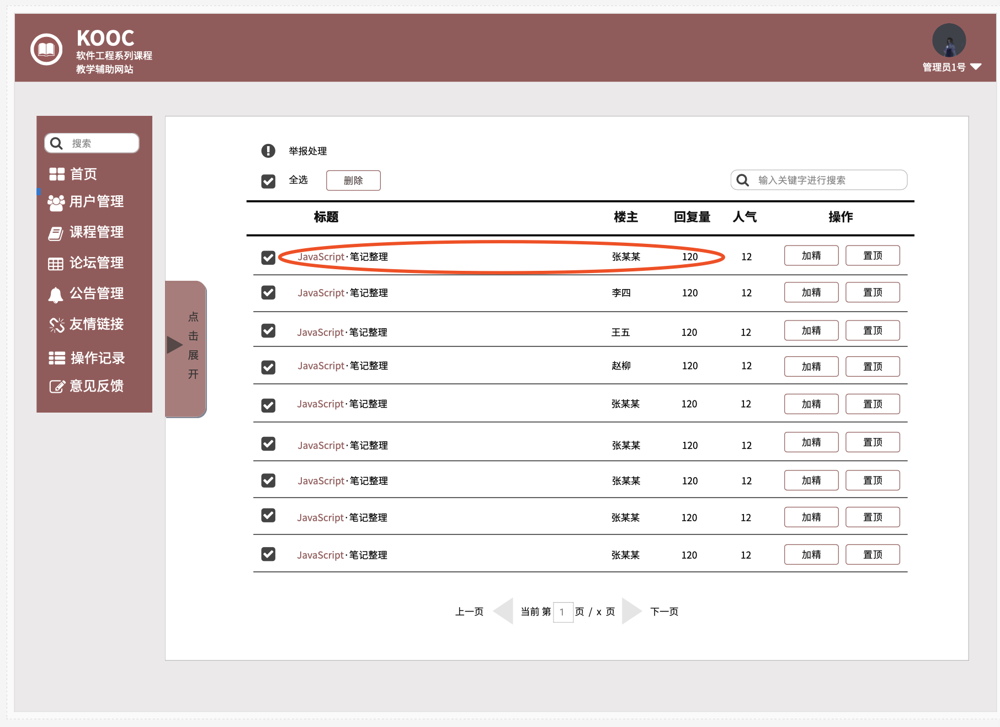 KOOC
软件工程系列课程
教学辅助网站
管理员1号
搜索
首页
用户管理
课程管理
论坛管理
公告管理
友情链接
操作记录
意见反馈
点
击
展
开
举报处理
全选 删除 输入关键字进行搜索
标题 楼主 回复量 人气 操作
JavaScript·笔记整理 张某某 120 12 加精 置顶
JavaScript·笔记整理 李四 120 12 加精 置顶
JavaScript·笔记整理 王五 120 12 加精 置顶
JavaScript·笔记整理 赵柳 120 12 加精 置顶
JavaScript·笔记整理 张某某 120 12 加精 置顶
JavaScript·笔记整理 张某某 120 12 加精 置顶
JavaScript·笔记整理 张某某 120 12 加精 置顶
JavaScript·笔记整理 张某某 120 12 加精 置顶
JavaScript·笔记整理 张某某 120 12 加精 置顶
上一页 当前 第 1 页 / x 页 下一页